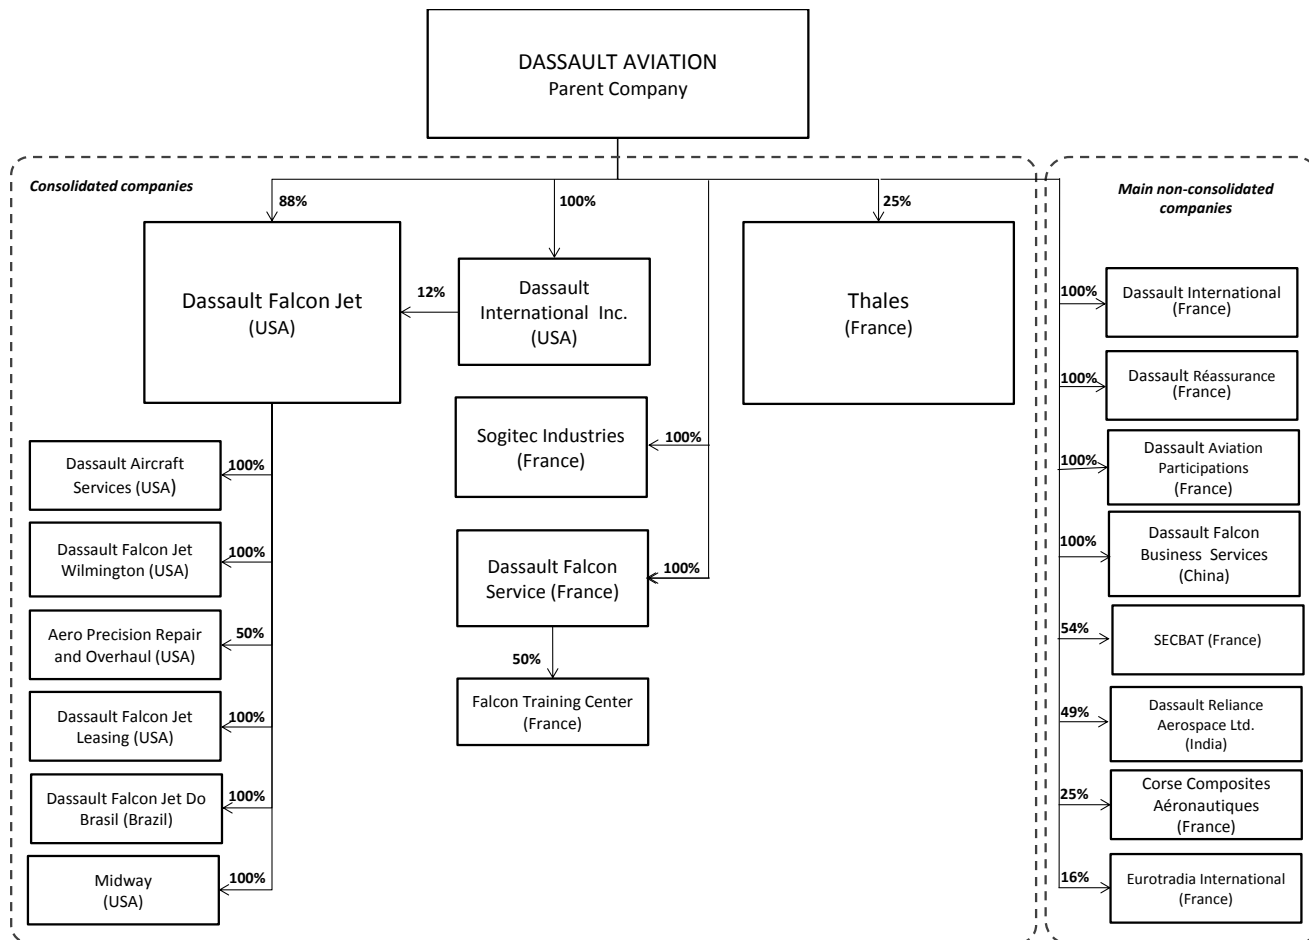 DASSAULT AVIATION
Parent Company
Consolidated companies
Main non-consolidated
companies
88%
100%
25%
Dassault Falcon Jet
(USA)
12%
Dassault
International Inc.
(USA)
Thales
(France)
Sogitec Industries
(France)
100%
Dassault Falcon
Service (France)
100%
50%
Falcon Training Center
(France)
Dassault Aircraft
Services (USA)
100%
Dassault Falcon Jet
Wilmington (USA)
100%
Aero Precision Repair
and Overhaul (USA)
50%
Dassault Falcon Jet
Leasing (USA)
100%
Dassault Falcon Jet Do
Brasil (Brazil)
100%
Midway
(USA)
100%
100%
Dassault International
(France)
100%
Dassault Réassurance
(France)
100%
Dassault Aviation
Participations
(France)
100%
Dassault Falcon
Business Services
(China)
54%
SECBAT (France)
49%
Dassault Reliance
Aerospace Ltd.
(India)
25%
Corse Composites
Aéronautiques
(France)
16%
Eurotradia International
(France)